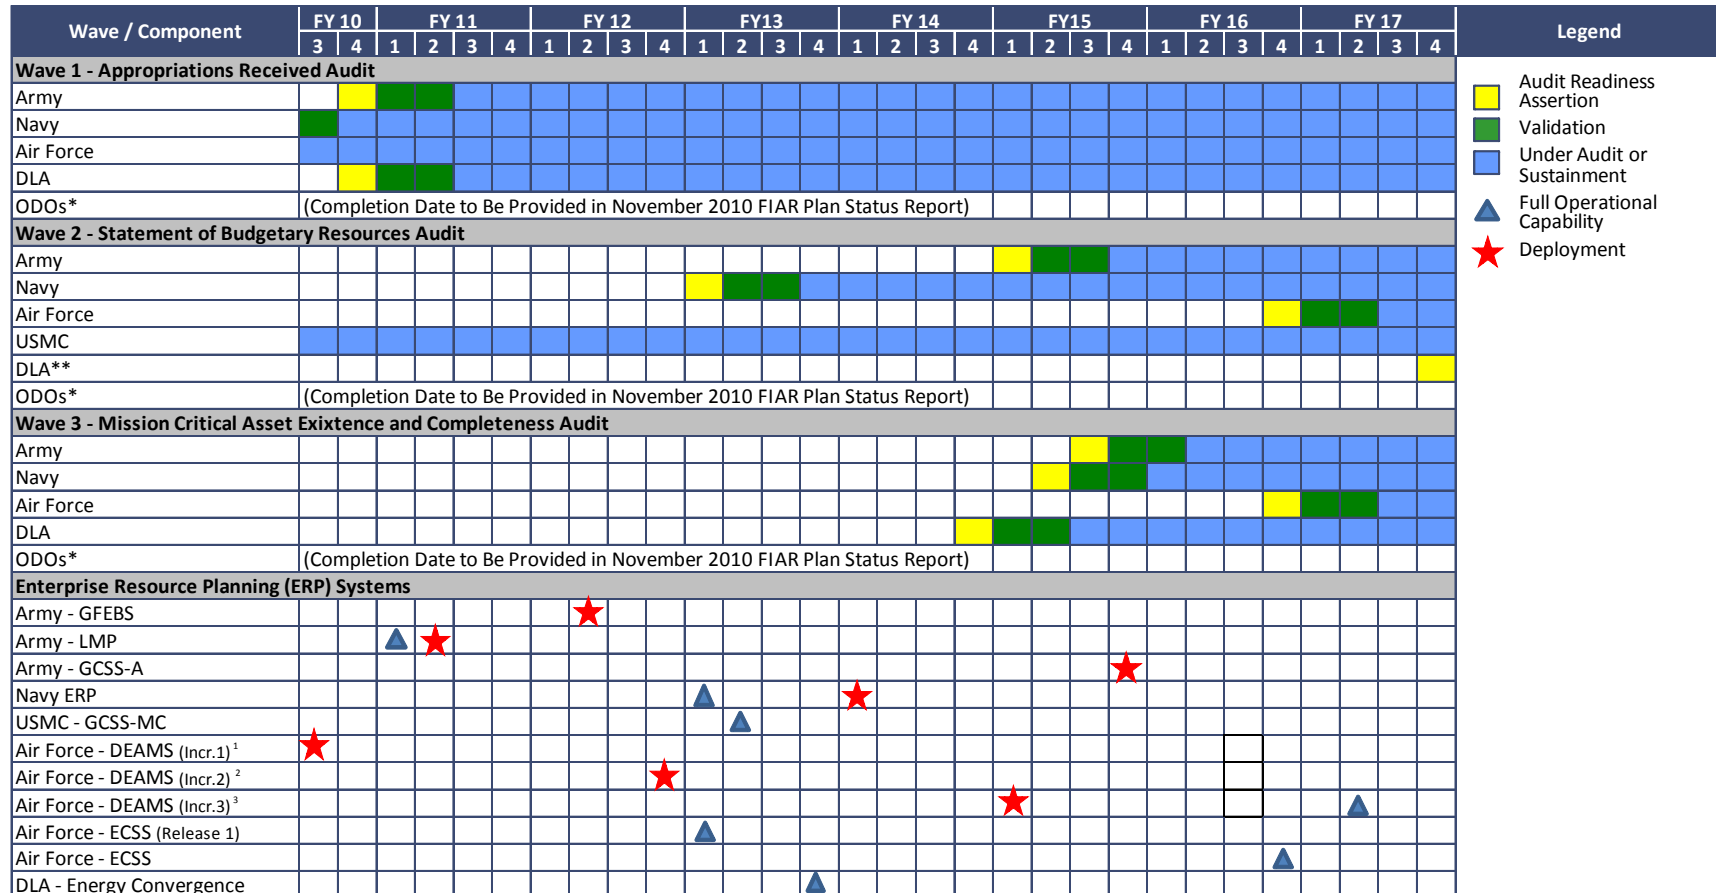 Wave / Component FY 10 FY 11 FY 12 FY13 FY 14 FY15 FY 16 FY 17 Legend
3 4 1 2 3 4 1 2 3 4 1 2 3 4 1 2 3 4 1 2 3 4 1 2 3 4 1 2 3 4
Wave 1 - Appropriations Received Audit
Army
Navy
Air Force
DLA
ODOs* (Completion Date to Be Provided in November 2010 FIAR Plan Status Report)
Wave 2 - Statement of Budgetary Resources Audit
Army
Navy
Air Force
USMC
DLA**
ODOs* (Completion Date to Be Provided in November 2010 FIAR Plan Status Report)
Wave 3 - Mission Critical Asset Exixtence and Completeness Audit
Army
Navy
Air Force
DLA
ODOs* (Completion Date to Be Provided in November 2010 FIAR Plan Status Report)
Enterprise Resource Planning (ERP) Systems
Army - GFEBS
Army - LMP
Army - GCSS-A
Navy ERP
USMC - GCSS-MC
Air Force - DEAMS (Incr.1) 1
Air Force - DEAMS (Incr.2) 2
Air Force - DEAMS (Incr.3) 3
Air Force - ECSS (Release 1)
Air Force - ECSS
DLA - Energy Convergence
Audit Readiness
Assertion
Validation
Under Audit or
Sustainment
Full Operational
Capability
Deployment